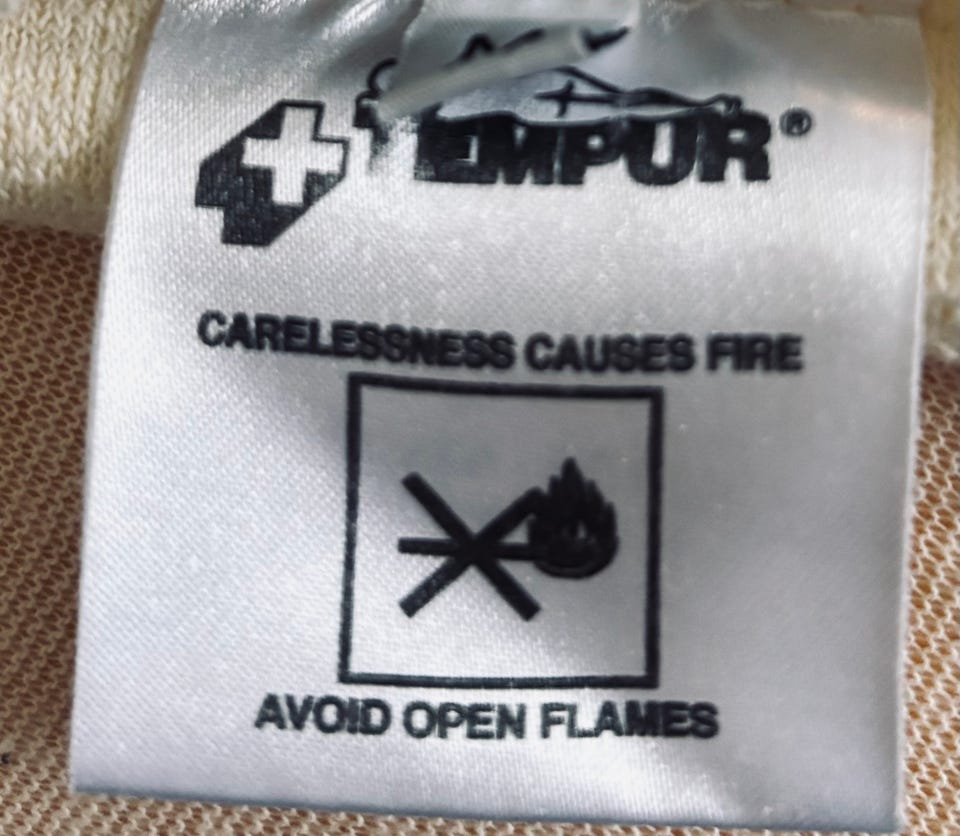 TEMPUR®
CARELESSNESS CAUSES FIRE
AVOID OPEN FLAMES